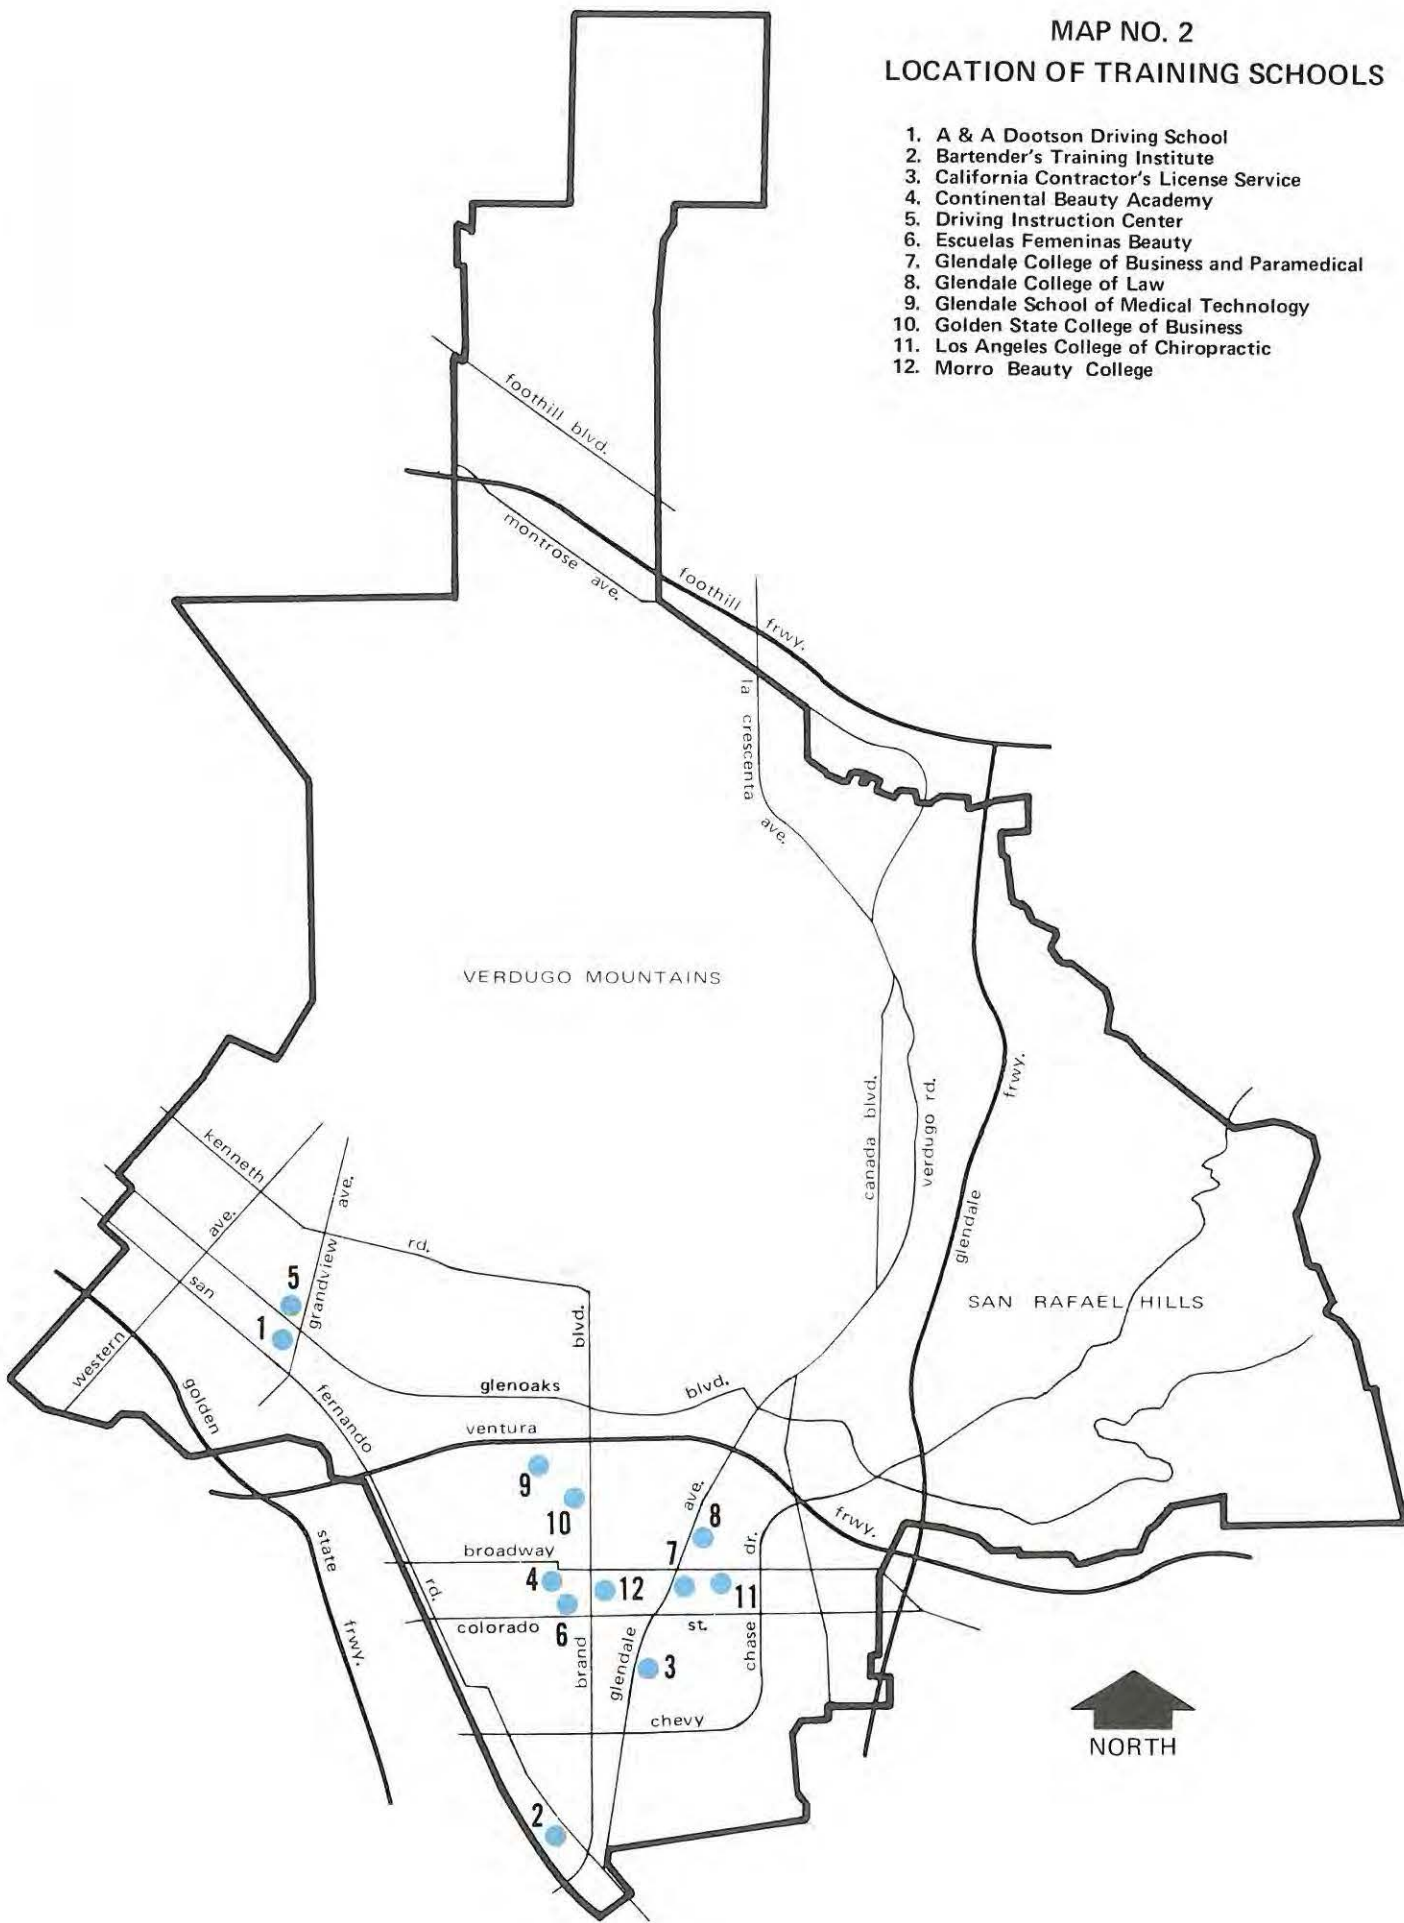 MAP NO. 2
LOCATION OF TRAINING SCHOOLS
1. A & A Dootson Driving School
2. Bartender's Training Institute
3. California Contractor's License Service
4. Continental Beauty Academy
5. Driving Instruction Center
6. Escuelas Femeninas Beauty
7. Glendale College of Business and Paramedical
8. Glendale College of Law
9. Glendale School of Medical Technology
10. Golden State College of Business
11. Los Angeles College of Chiropractic
12. Morro Beauty College
foothill blvd.
montrose ave.
foothill frwy.
la crescenta ave.
VERDUGO MOUNTAINS
canada blvd.
verdugo rd.
glendale frwy.
kenneth rd.
western ave.
grandview ave.
san fernando rd.
SAN RAFAEL HILLS
5
1
golden state frwy.
glenoaks blvd.
ventura frwy.
brand blvd.
9
10
8
7
broadway
4
12
11
colorado st.
6
glendale ave.
3
chevy chase dr.
2
NORTH